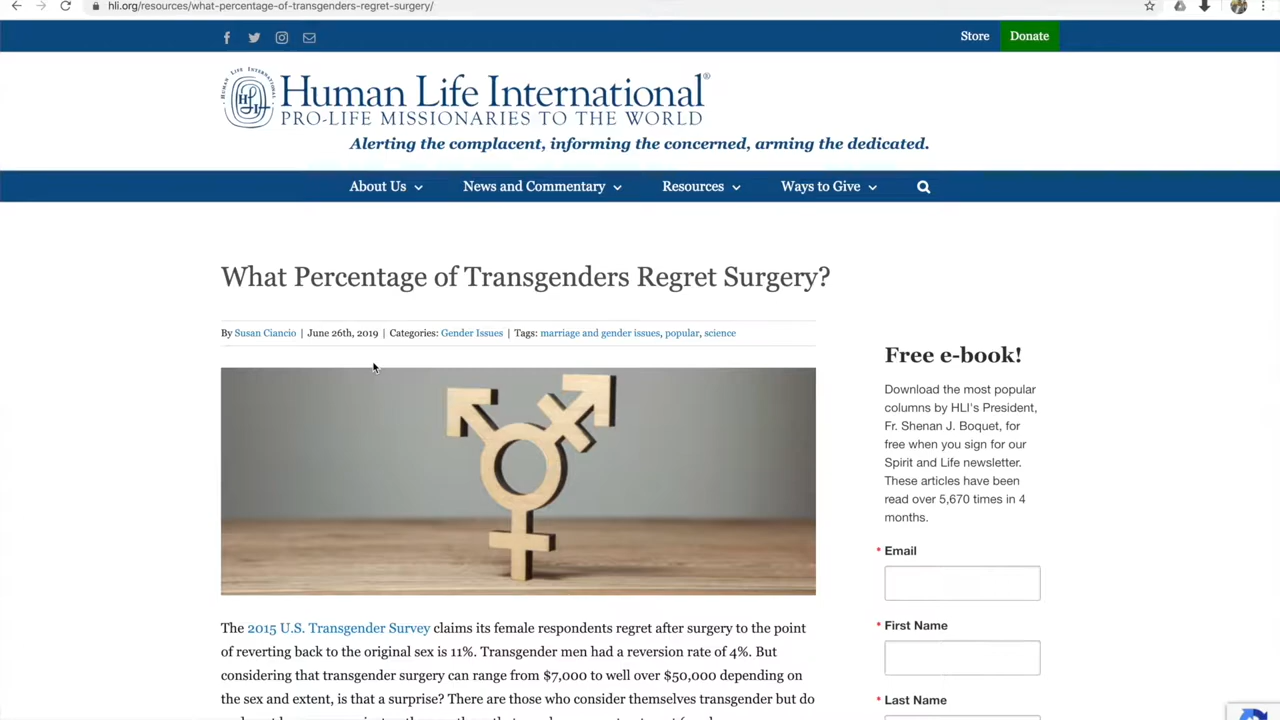 hli.org/resources/what-percentage-of-transgenders-regret-surgery/
Store
Donate
HUMAN LIFE INTERNATIONAL
HLI
Human Life International®
PRO-LIFE MISSIONARIES TO THE WORLD
Alerting the complacent, informing the concerned, arming the dedicated.
About Us
News and Commentary
Resources
Ways to Give
What Percentage of Transgenders Regret Surgery?
By Susan Ciancio | June 26th, 2019 | Categories: Gender Issues | Tags: marriage and gender issues, popular, science
The 2015 U.S. Transgender Survey claims its female respondents regret after surgery to the point
of reverting back to the original sex is 11%. Transgender men had a reversion rate of 4%. But
considering that transgender surgery can range from $7,000 to well over $50,000 depending on
the sex and extent, is that a surprise? There are those who consider themselves transgender but do
Free e-book!
Download the most popular
columns by HLI's President,
Fr. Shenan J. Boquet, for
free when you sign for our
Spirit and Life newsletter.
These articles have been
read over 5,670 times in 4
months.
* Email
* First Name
* Last Name